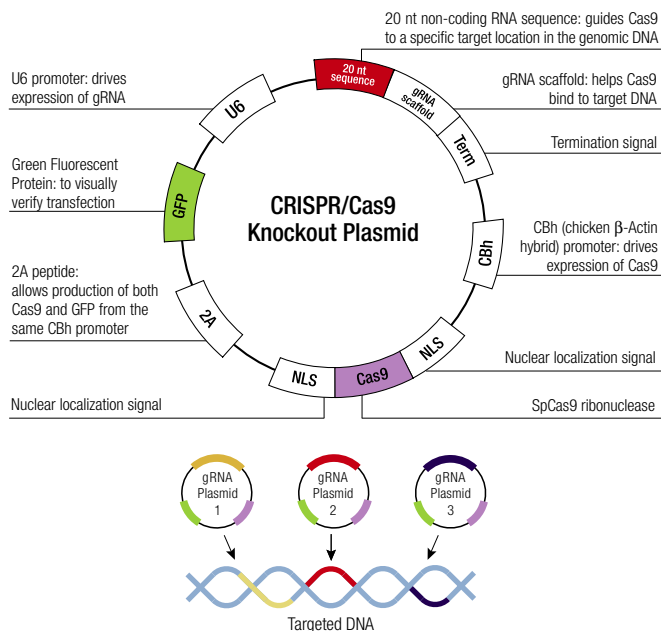 20 nt non-coding RNA sequence: guides Cas9
to a specific target location in the genomic DNA
U6 promoter: drives
expression of gRNA
gRNA scaffold: helps Cas9
bind to target DNA
Termination signal
Green Fluorescent
Protein: to visually
verify transfection
CBh (chicken β-Actin
hybrid) promoter: drives
expression of Cas9
2A peptide:
allows production of both
Cas9 and GFP from the
same CBh promoter
Nuclear localization signal
Nuclear localization signal
SpCas9 ribonuclease
20 nt
sequence
gRNA
scaffold
Term
CBh
NLS
Cas9
NLS
2A
GFP
U6
CRISPR/Cas9
Knockout Plasmid
gRNA
Plasmid
1
gRNA
Plasmid
2
gRNA
Plasmid
3
Targeted DNA